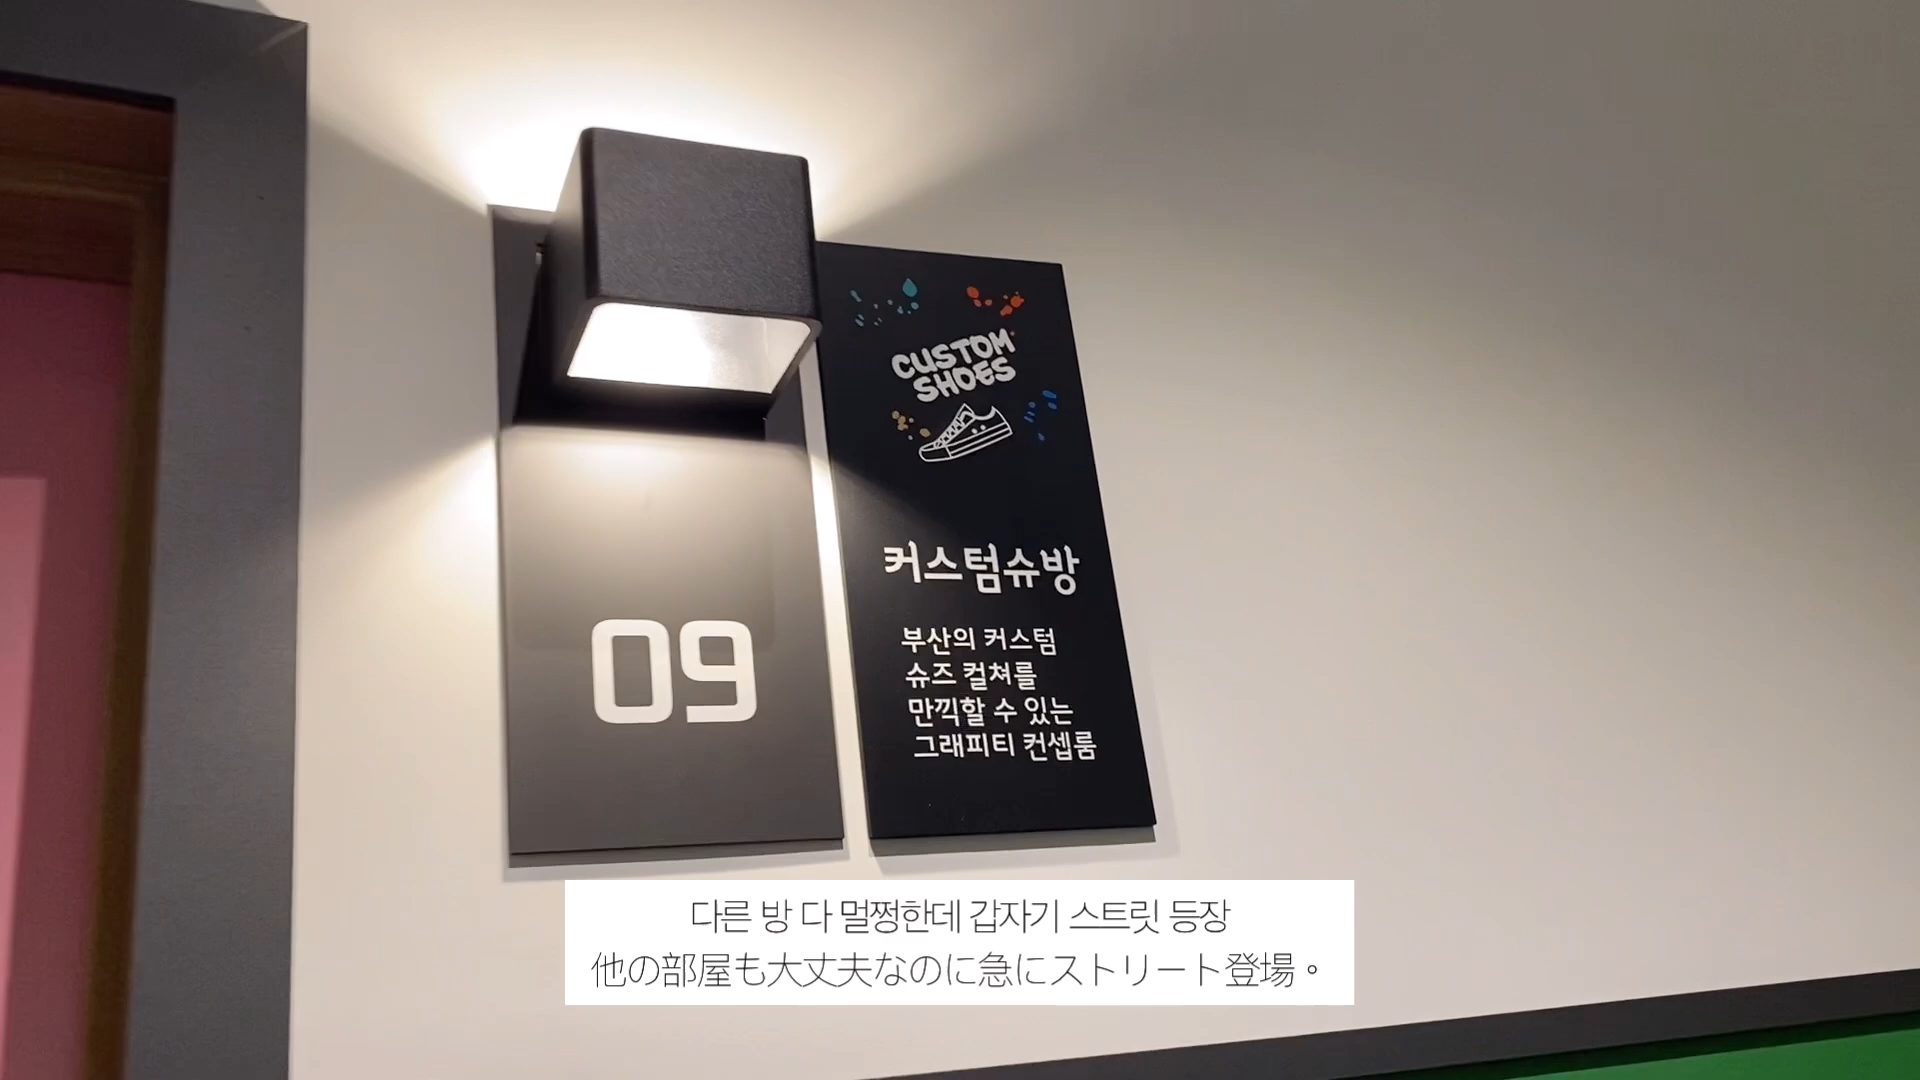 CUSTOM
SHOES
커스텀슈방
부산의 커스텀
슈즈 컬쳐를
만끽할 수 있는
그래피티 컨셉룸
09
다른 방 다 멀쩡한데 갑자기 스트릿 등장
他の部屋も大丈夫なのに急にストリート登場。